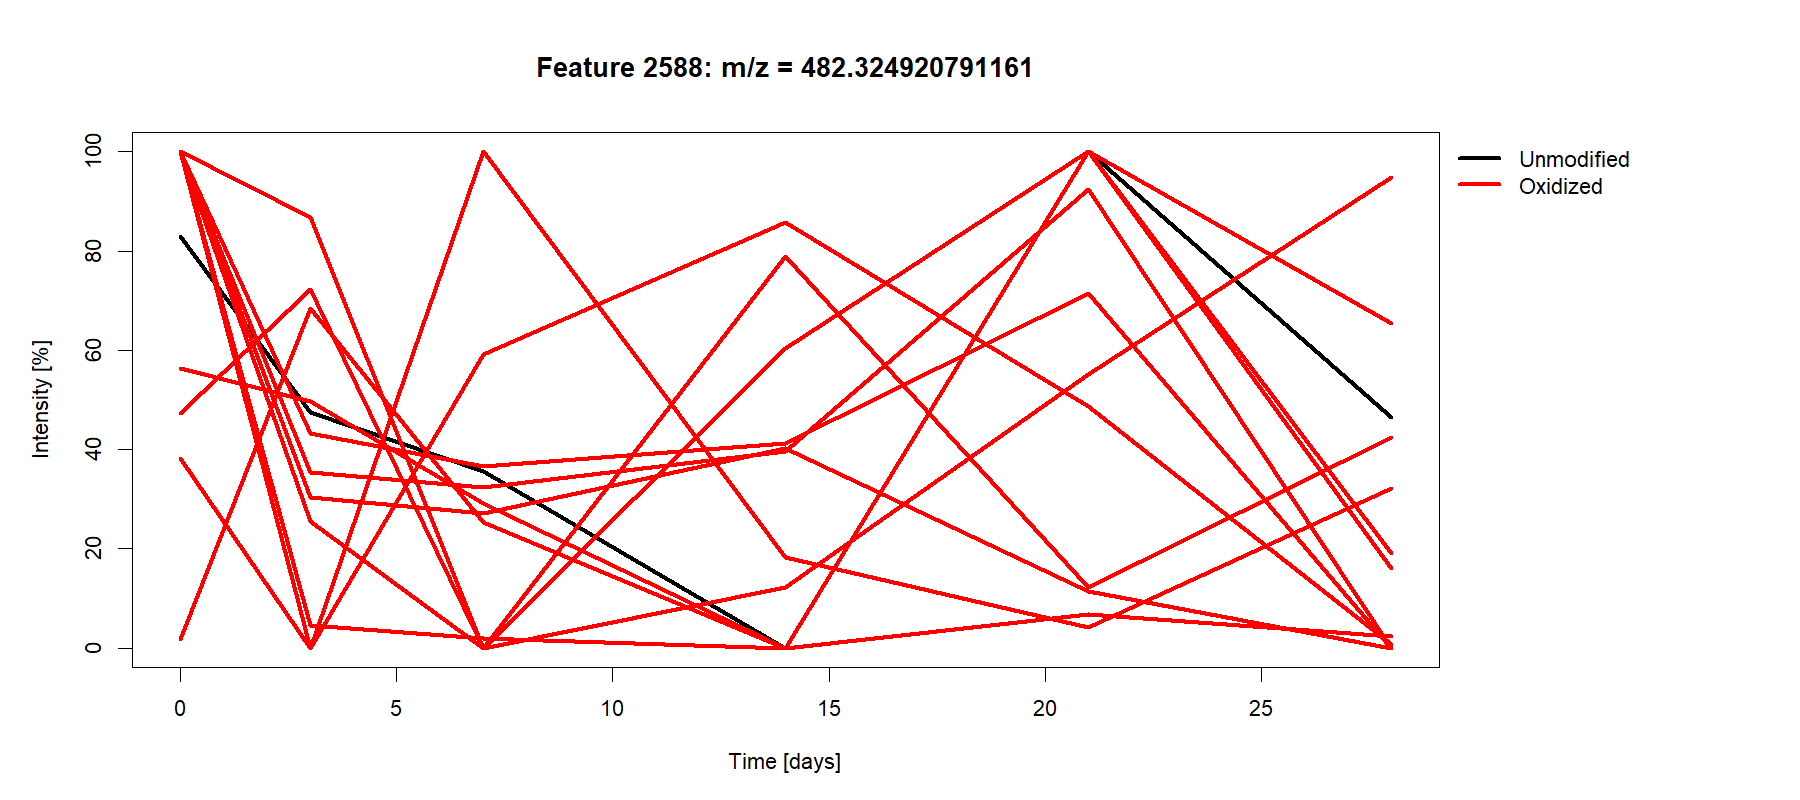 Feature 2588: m/z = 482.324920791161
Unmodified
Oxidized
Intensity [%]
100
80
60
40
20
0
0 5 10 15 20 25
Time [days]